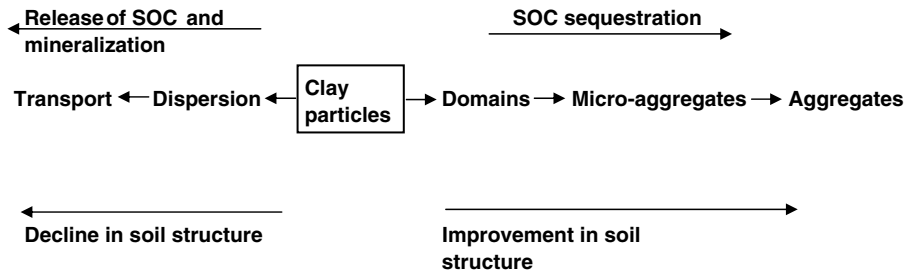 Release of SOC and
mineralization
SOC sequestration
Transport Dispersion Clay
particles Domains Micro-aggregates Aggregates
Decline in soil structure
Improvement in soil
structure